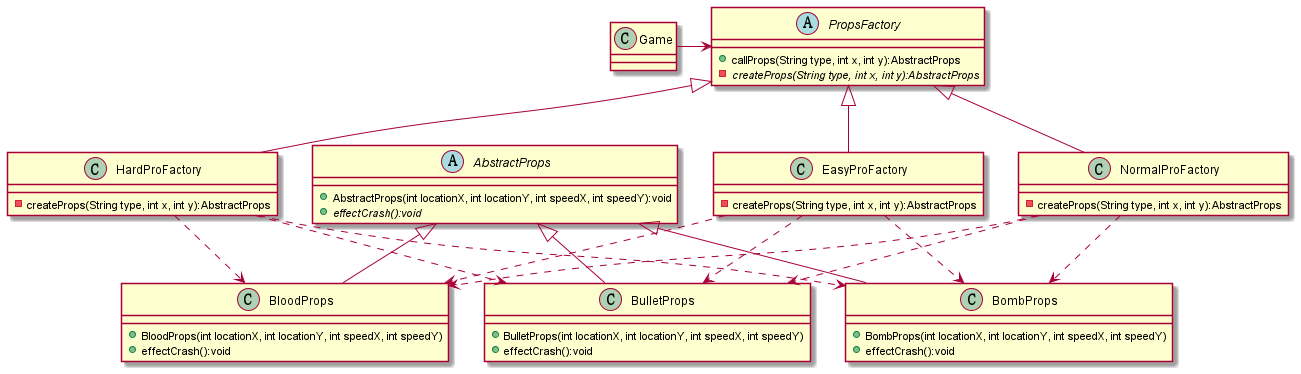 A PropsFactory
callProps(String type, int x, int y):AbstractProps
createProps(String type, int x, int y):AbstractProps
C Game
C HardProFactory
createProps(String type, int x, int y):AbstractProps
A AbstractProps
AbstractProps(int locationX, int locationY, int speedX, int speedY):void
effectCrash():void
C EasyProFactory
createProps(String type, int x, int y):AbstractProps
C NormalProFactory
createProps(String type, int x, int y):AbstractProps
C BloodProps
BloodProps(int locationX, int locationY, int speedX, int speedY)
effectCrash():void
C BulletProps
BulletProps(int locationX, int locationY, int speedX, int speedY)
effectCrash():void
C BombProps
BombProps(int locationX, int locationY, int speedX, int speedY)
effectCrash():void